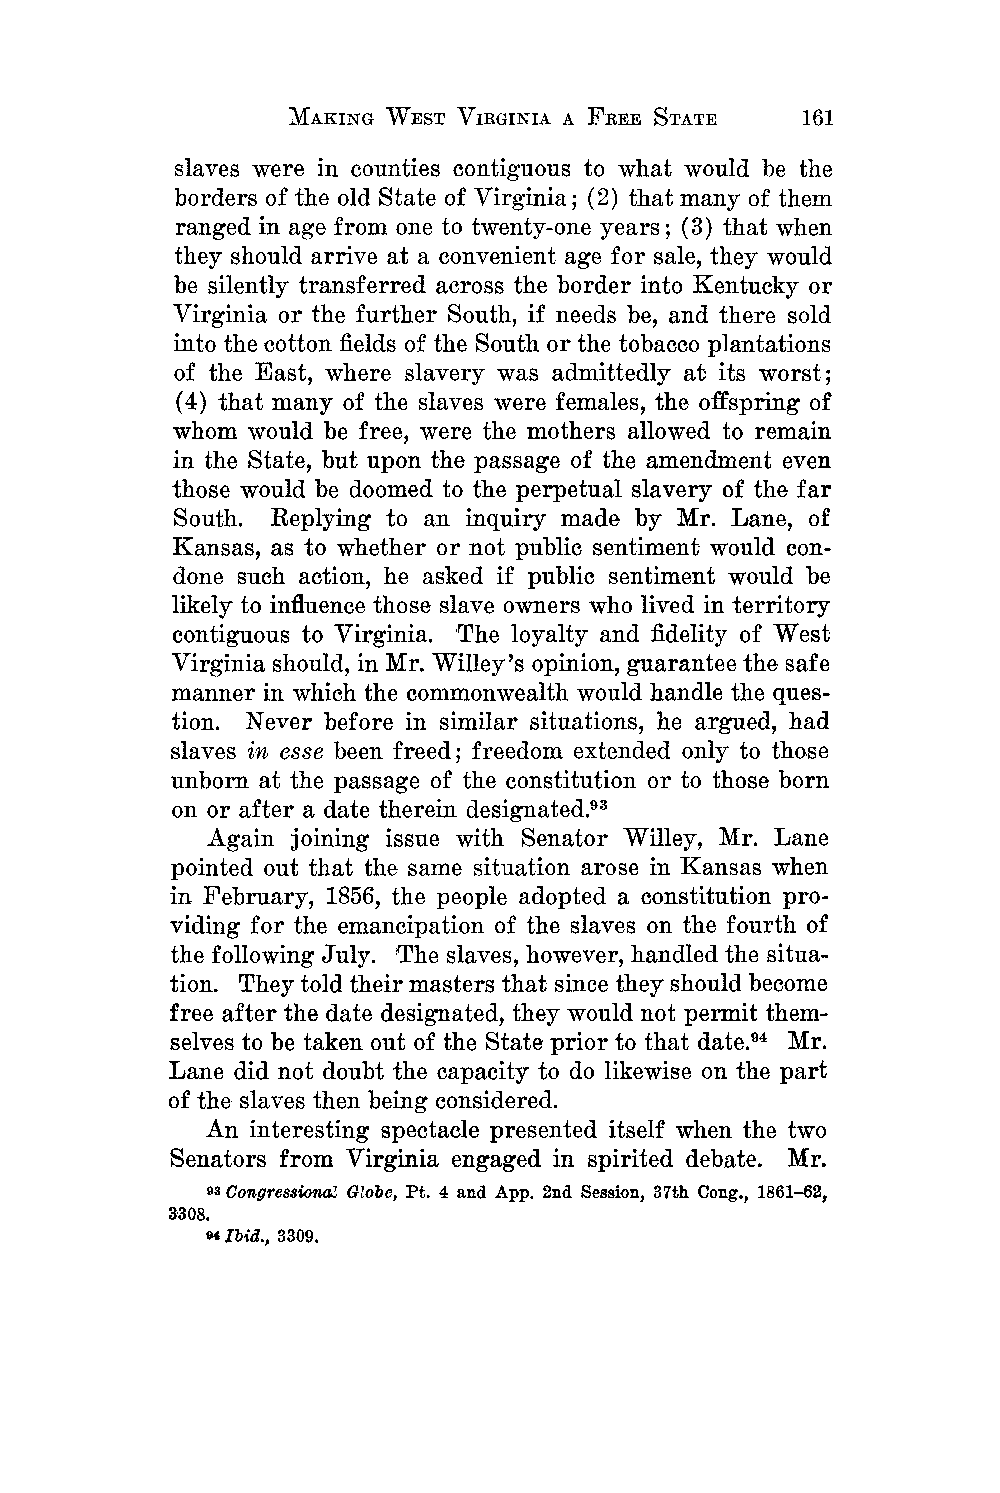 MAKING WEST VIRGINIA A FREE STATE 161
slaves were in counties contiguous to what would be the
borders of the old State of Virginia; (2) that many of them
ranged in age from one to twenty-one years; (3) that when
they should arrive at a convenient age for sale, they would
be silently transferred across the border into Kentucky or
Virginia or the further South, if needs be, and there sold
into the cotton fields of the South or the tobacco plantations
of the East, where slavery was admittedly at its worst;
(4) that many of the slaves were females, the offspring of
whom would be free, were the mothers allowed to remain
in the State, but upon the passage of the amendment even
those would be doomed to the perpetual slavery of the far
South. Replying to an inquiry made by Mr. Lane, of
Kansas, as to whether or not public sentiment would con-
done such action, he asked if public sentiment would be
likely to influence those slave owners who lived in territory
contiguous to Virginia. The loyalty and fidelity of West
Virginia should, in Mr. Willey's opinion, guarantee the safe
manner in which the commonwealth would handle the ques-
tion. Never before in similar situations, he argued, had
slaves in esse been freed; freedom extended only to those
unborn at the passage of the constitution or to those born
on or after a date therein designated.93
Again joining issue with Senator Willey, Mr. Lane
pointed out that the same situation arose in Kansas when
in February, 1856, the people adopted a constitution pro-
viding for the emancipation of the slaves on the fourth of
the following July. The slaves, however, handled the situa-
tion. They told their masters that since they should become
free after the date designated, they would not permit them-
selves to be taken out of the State prior to that date.94 Mr.
Lane did not doubt the capacity to do likewise on the part
of the slaves then being considered.
An interesting spectacle presented itself when the two
Senators from Virginia engaged in spirited debate. Mr.
93 Congressional Globe, Pt. 4 and App. 2nd Session, 37th Cong., 1861–62,
3308.
94 Ibid., 3309.